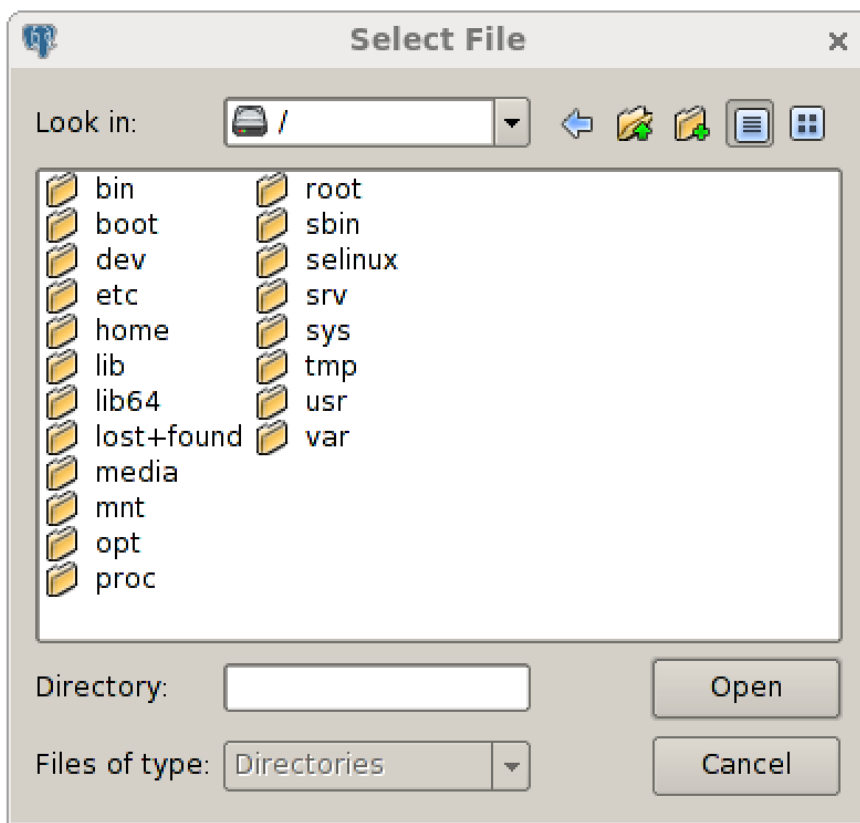 Select File
Look in: /
bin
boot
dev
etc
home
lib
lib64
lost+found
media
mnt
opt
proc
root
sbin
selinux
srv
sys
tmp
usr
var
Directory:
Open
Files of type: Directories
Cancel